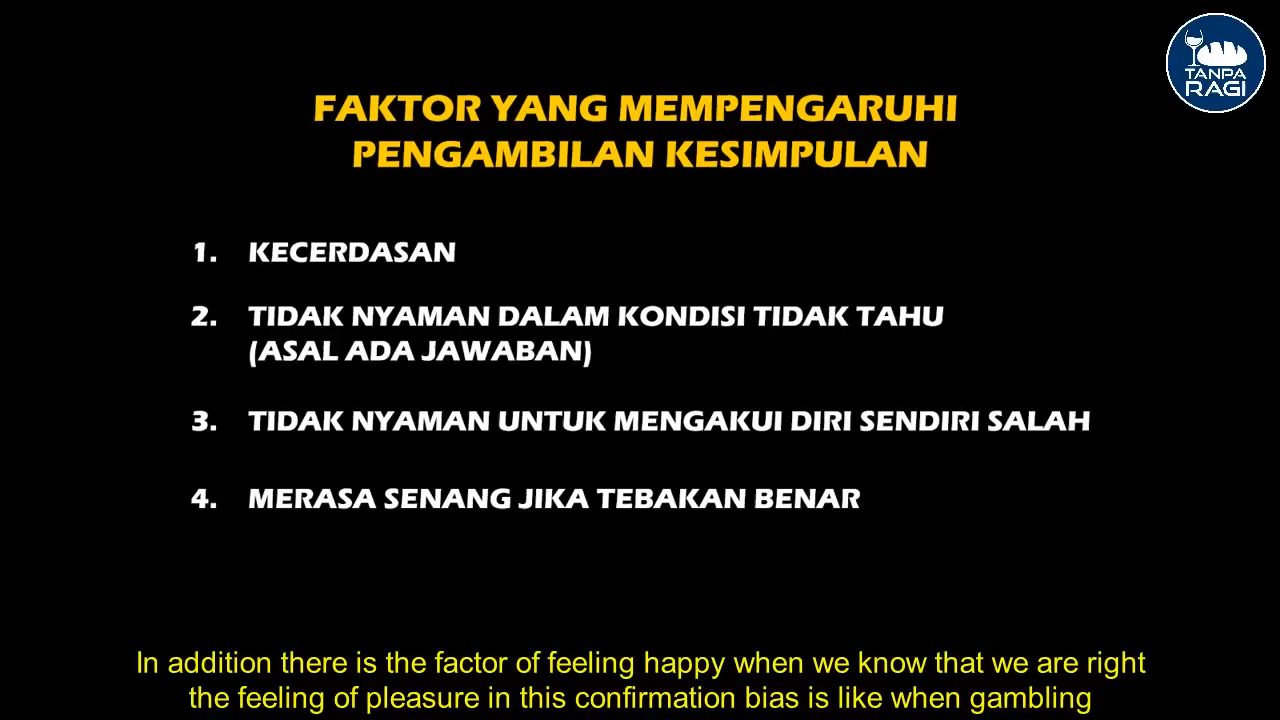 TANPA
RAGI
FAKTOR YANG MEMPENGARUHI
PENGAMBILAN KESIMPULAN
1. KECERDASAN
2. TIDAK NYAMAN DALAM KONDISI TIDAK TAHU
(ASAL ADA JAWABAN)
3. TIDAK NYAMAN UNTUK MENGAKUI DIRI SENDIRI SALAH
4. MERASA SENANG JIKA TEBAKAN BENAR
In addition there is the factor of feeling happy when we know that we are right
the feeling of pleasure in this confirmation bias is like when gambling